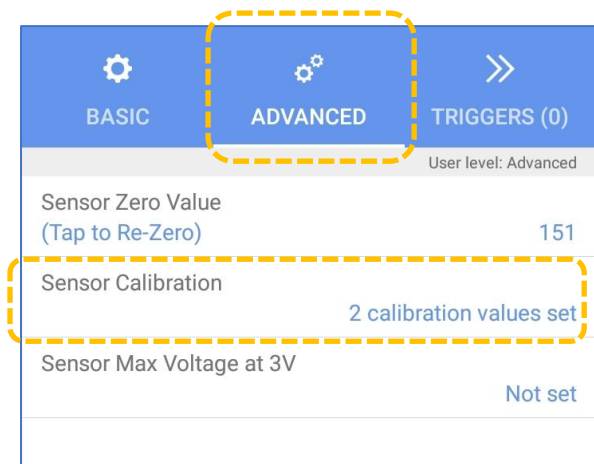 BASIC ADVANCED TRIGGERS (0)
User level: Advanced
Sensor Zero Value
(Tap to Re-Zero) 151
Sensor Calibration
2 calibration values set
Sensor Max Voltage at 3V
Not set